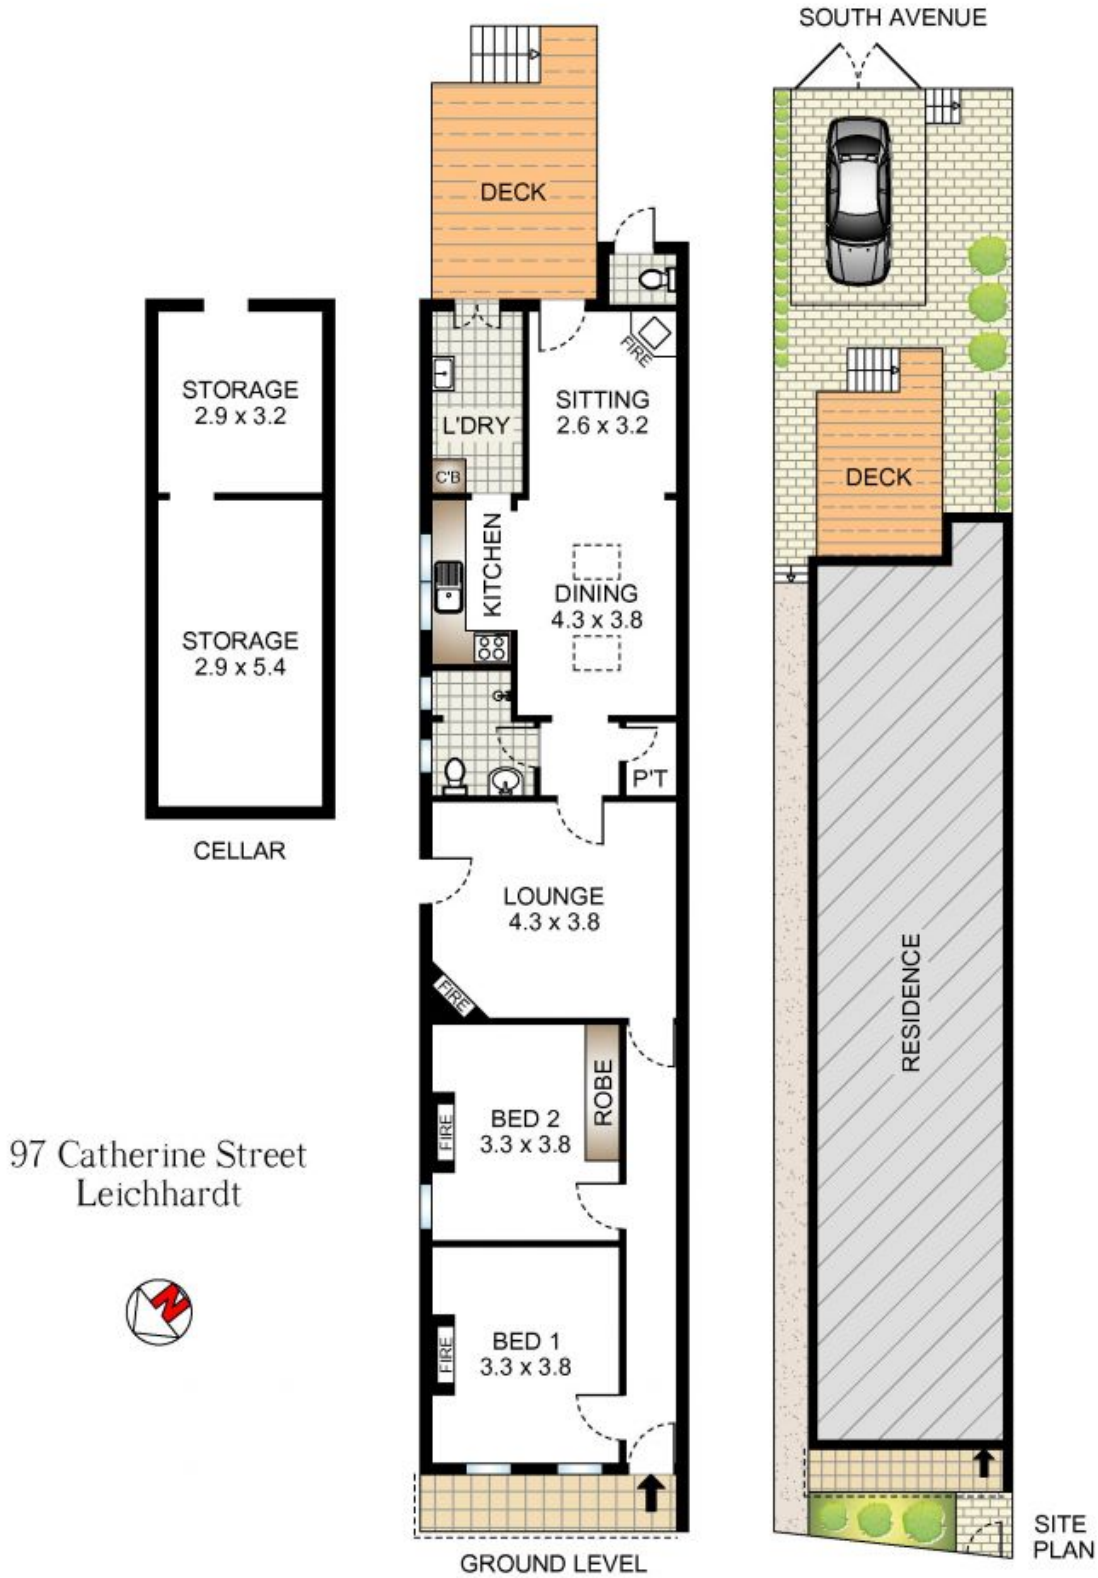 SOUTH AVENUE
DECK
FIRE
SITTING
2.6 x 3.2
L'DRY
C'B
KITCHEN
DINING
4.3 x 3.8
P'T
LOUNGE
4.3 x 3.8
FIRE
BED 2
3.3 x 3.8
ROBE
FIRE
BED 1
3.3 x 3.8
FIRE
GROUND LEVEL
STORAGE
2.9 x 3.2
STORAGE
2.9 x 5.4
CELLAR
97 Catherine Street
Leichhardt
N
DECK
RESIDENCE
SITE
PLAN